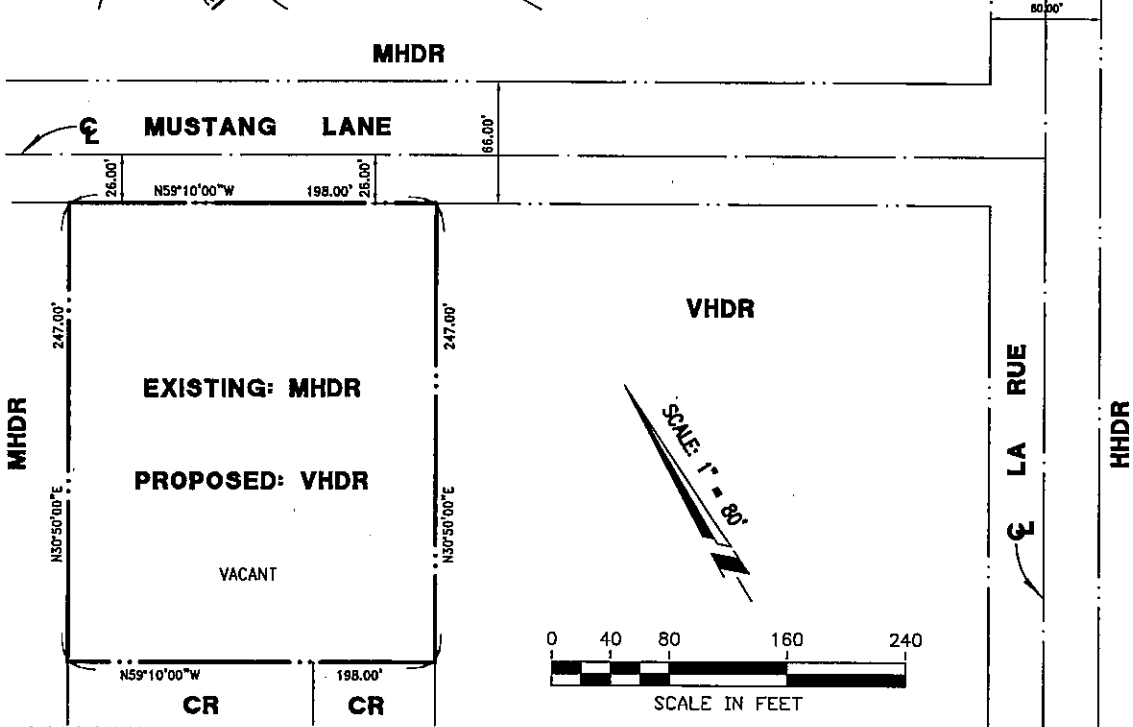 60.00'
MHDR
℄ MUSTANG LANE
66.00'
26.00'
26.00'
N59°10'00"W 198.00'
247.00'
247.00'
VHDR
EXISTING: MHDR
PROPOSED: VHDR
VACANT
MHDR
N30°50'00"E
N30°50'00"E
SCALE: 1" = 80'
℄ LA RUE
HHDR
0 40 80 160 240
SCALE IN FEET
N59°10'00"W 198.00'
CR CR